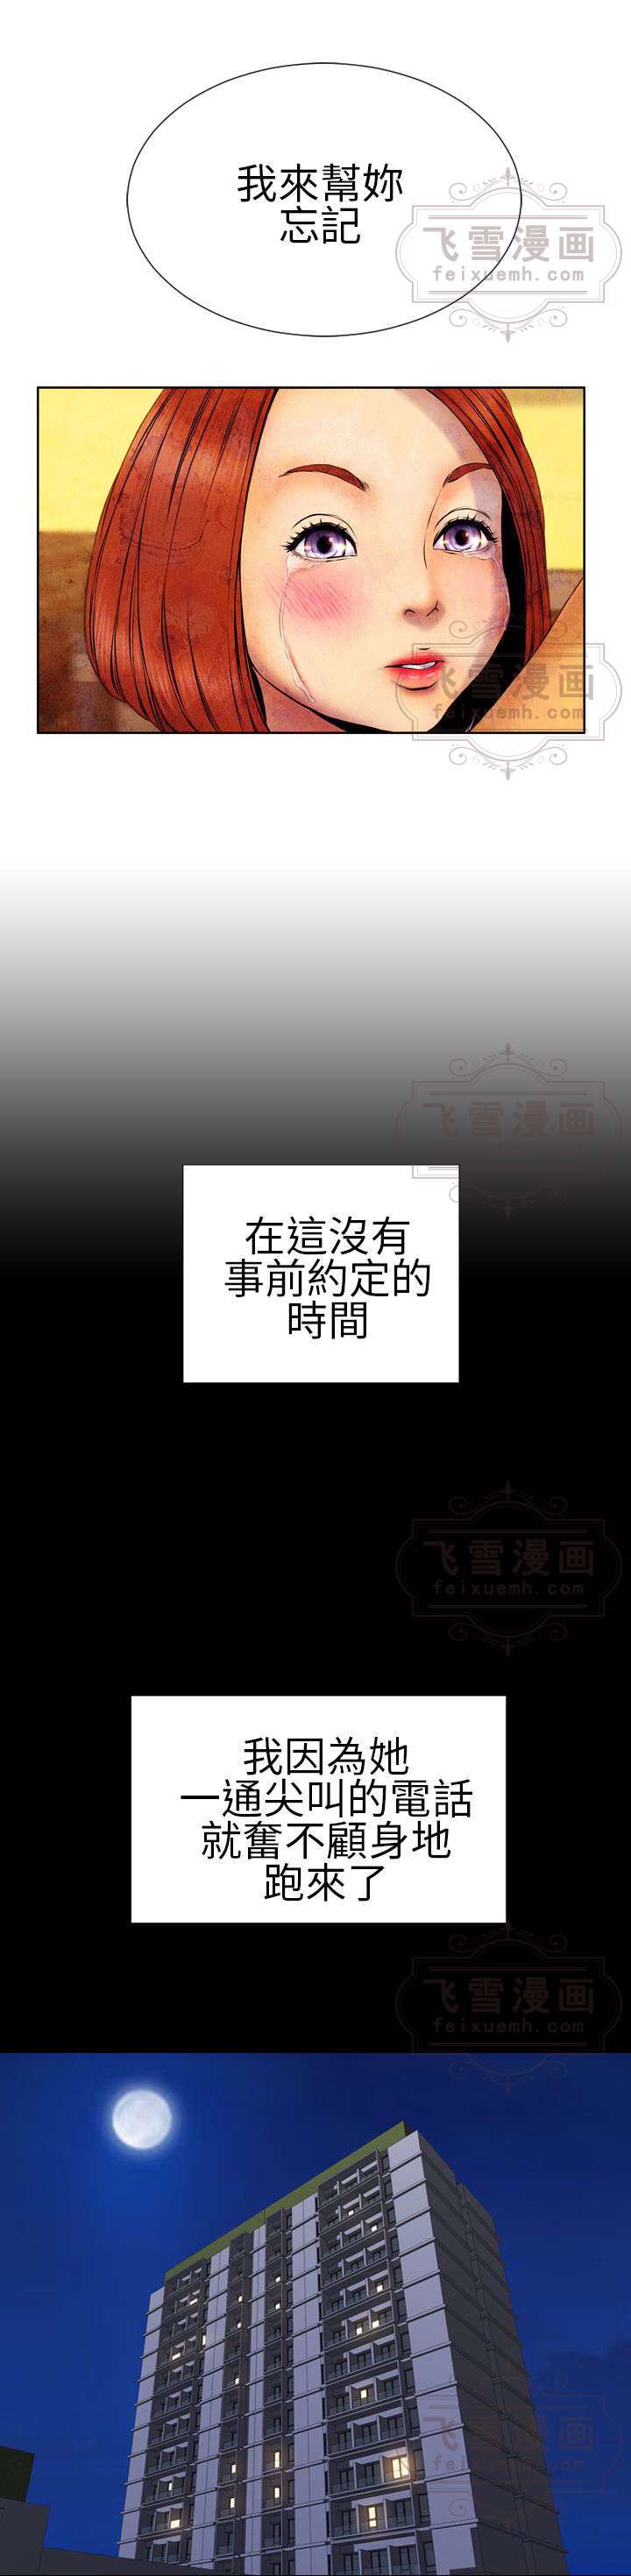 我來幫妳
忘記
飞雪漫画
feixuemh.com
飞雪漫画
feixuemh.com
飞雪漫画
在這沒有
事前約定的
時間
飞雪漫画
feixuemh.com
我因為她
一通尖叫的電話
就奮不顧身地
跑來了
飞雪漫画
feixuemh.com
飞雪漫画
feixuemh.com